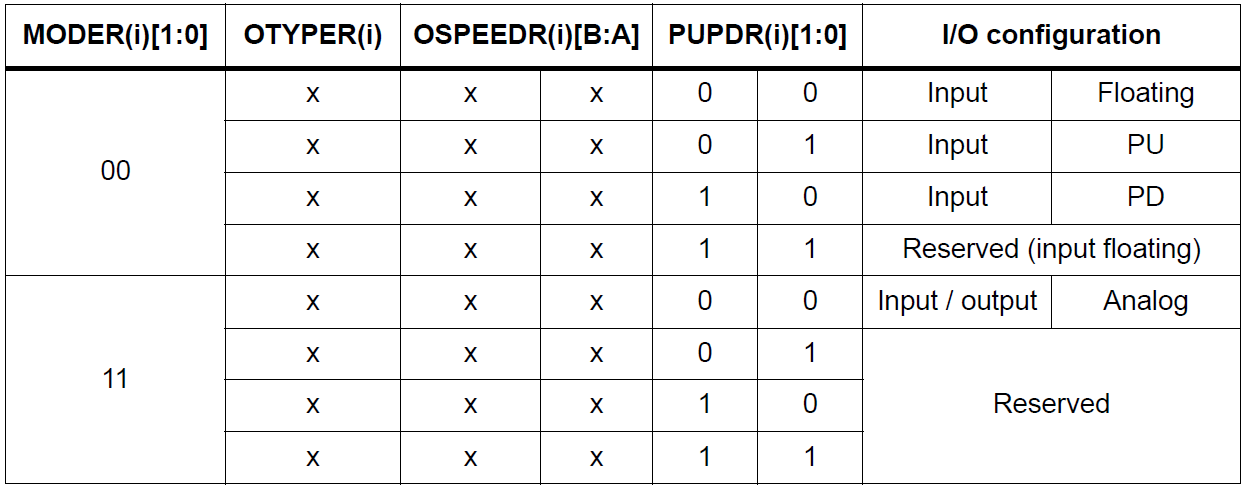 MODER(i)[1:0] OTYPER(i) OSPEEDR(i)[B:A] PUPDR(i)[1:0] I/O configuration
00
x x x 0 0 Input Floating
x x x 0 1 Input PU
x x x 1 0 Input PD
x x x 1 1 Reserved (input floating)
11
x x x 0 0 Input / output Analog
x x x 0 1
x x x 1 0 Reserved
x x x 1 1